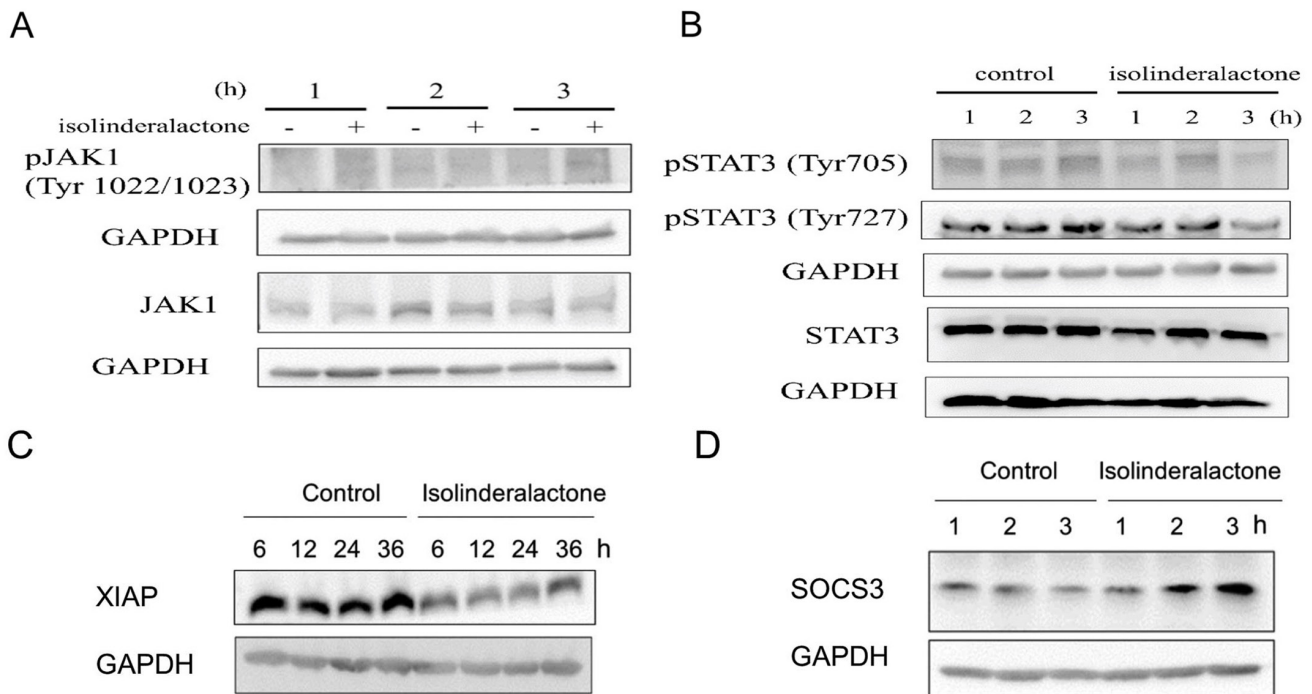 A
(h) 1 2 3
isolinderalactone - + - + - +
pJAK1
(Tyr 1022/1023)
GAPDH
JAK1
GAPDH
B
control isolinderalactone
1 2 3 1 2 3 (h)
pSTAT3 (Tyr705)
pSTAT3 (Tyr727)
GAPDH
STAT3
GAPDH
C
Control Isolinderalactone
6 12 24 36 6 12 24 36 h
XIAP
GAPDH
D
Control Isolinderalactone
1 2 3 1 2 3 h
SOCS3
GAPDH